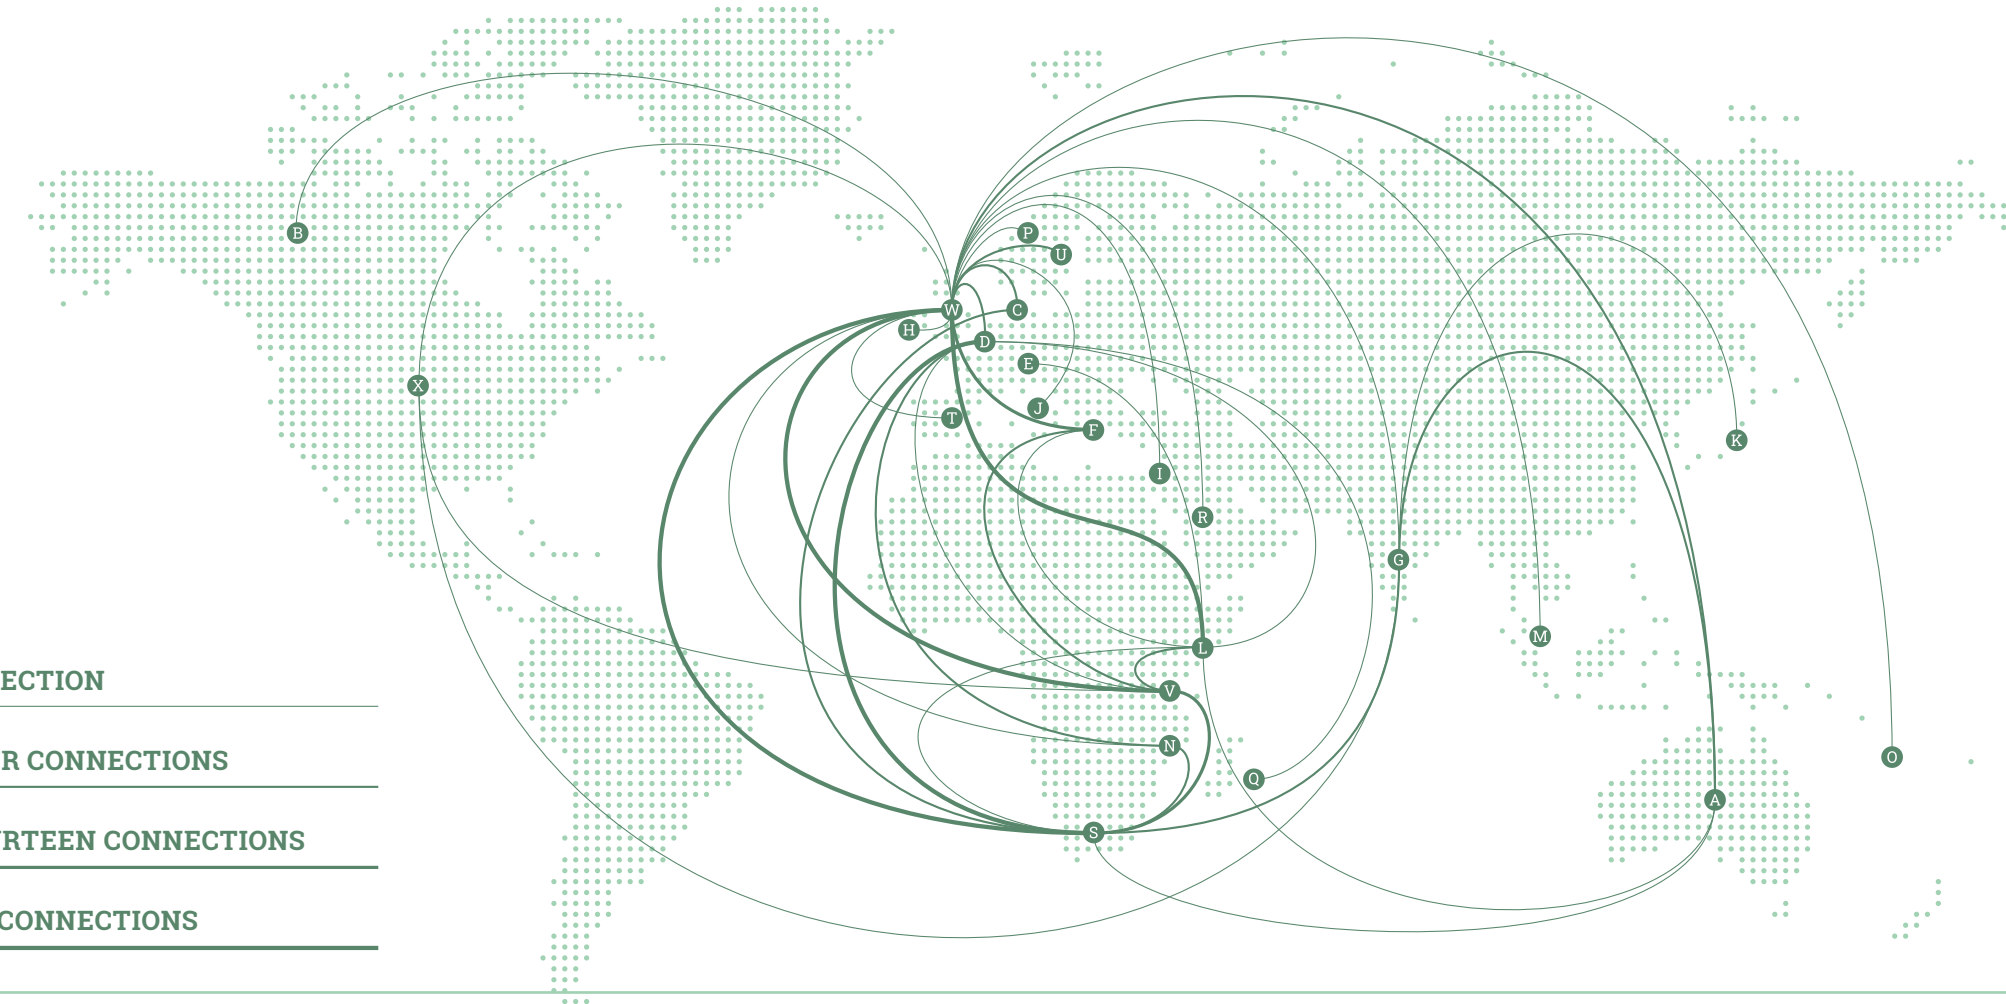 B
P
U
W
C
H
D
E
X
J
T
F
K
I
R
G
M
L
ECTION
V
N
R CONNECTIONS
O
Q
A
S
RTEEN CONNECTIONS
CONNECTIONS